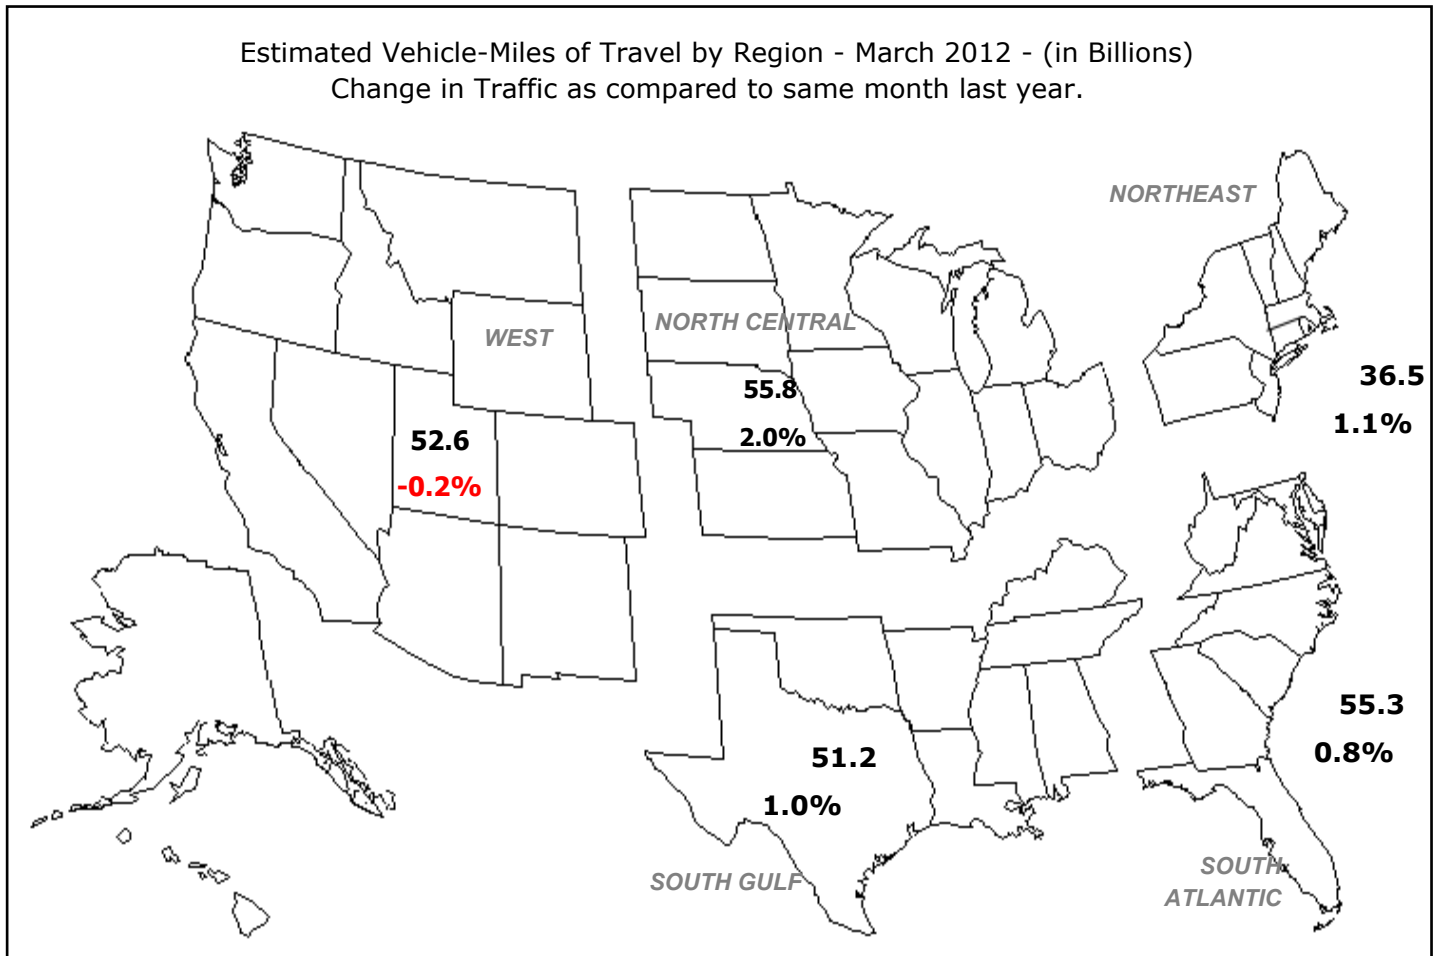 Estimated Vehicle-Miles of Travel by Region - March 2012 - (in Billions)
Change in Traffic as compared to same month last year.
NORTHEAST
36.5
1.1%
WEST
52.6
-0.2%
NORTH CENTRAL
55.8
2.0%
55.3
0.8%
SOUTH
ATLANTIC
51.2
1.0%
SOUTH GULF